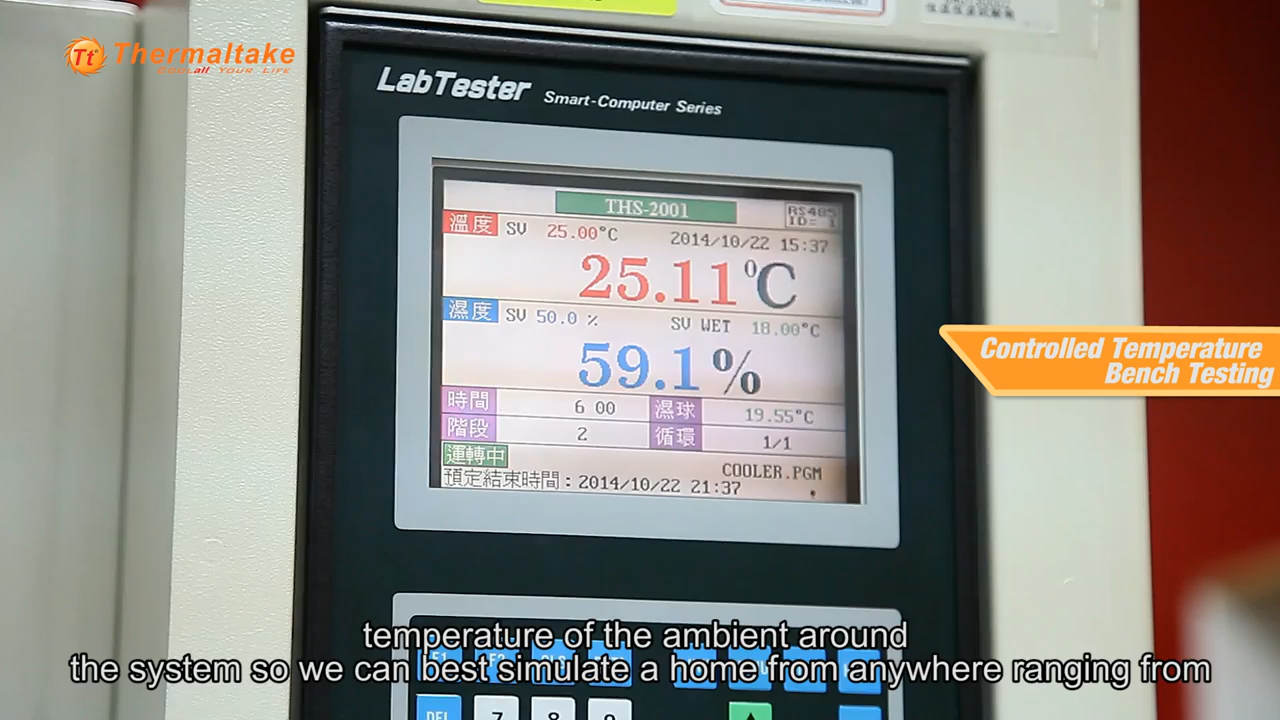 Thermaltake
COOL all YOUR LIFE
LabTester
Smart-Computer Series
THS-2001
RS485
ID= 1
溫度 SV 25.00°C 2014/10/22 15:37
25.11°C
濕度 SV 50.0 % SV WET 18.00°C
59.1%
時間 6 00 濕球 19.55°C
階段 2 循環 1/1
運轉中 COOLER.PGM
預定結束時間：2014/10/22 21:37
Controlled Temperature
Bench Testing
temperature of the ambient around
the system so we can best simulate a home from anywhere ranging from
DEL 7 8 9